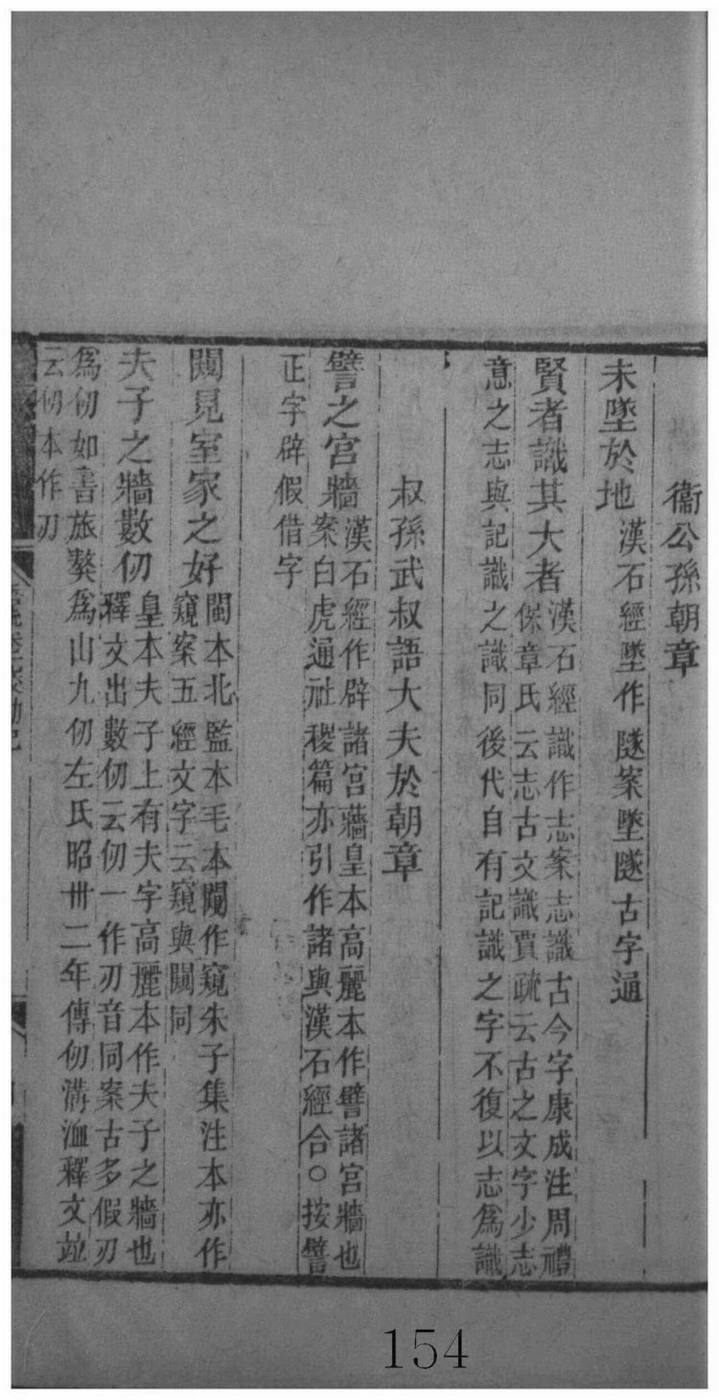 衞公孫朝章
未墜於地漢石經墜作隧案墜隧古字通
賢者識其大者漢石經識作志案志識古今字康成注周禮
保章氏云志古文識賈疏云古之文字少志
意之志與記識之識同後代自有記識之字不復以志爲識
叔孫武叔語大夫於朝章
譬之宮牆漢石經作辟諸宮蘠皇本高麗本作譬諸宮牆也
案白虎通社稷篇亦引作諸與漢石經合○按譬
正字辟假借字
闚見室家之好閩本北監本毛本闚作窺朱子集注本亦作
窺案五經文字云窺與闚同
夫子之牆數仞皇本夫子上有夫字高麗本作夫子之牆也
釋文出數仞云仞一作刃音同案古多假刃
爲仞如書旅獒爲山九仞左氏昭卅二年傳仞溝洫釋文竝
云仞本作刃
154